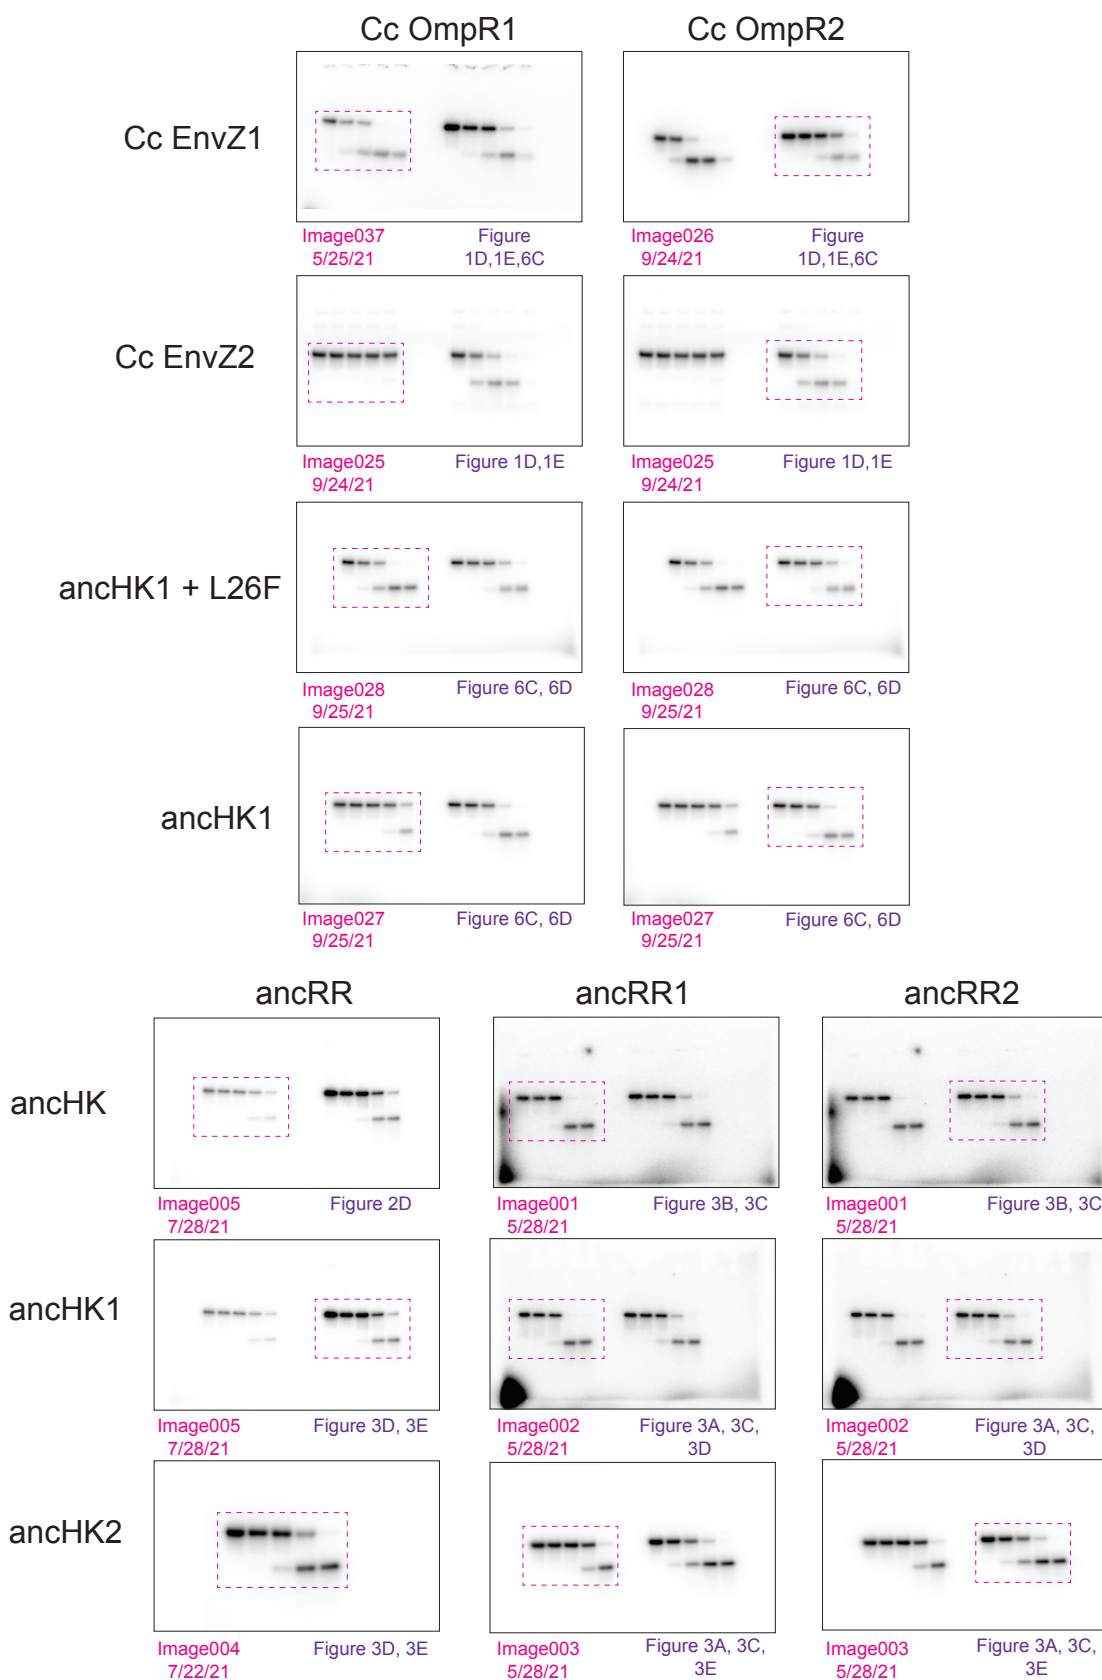 Cc OmpR1 Cc OmpR2
Cc EnvZ1
Image037 Figure Image026 Figure
5/25/21 1D,1E,6C 9/24/21 1D,1E,6C
Cc EnvZ2
Image025 Figure 1D,1E Image025 Figure 1D,1E
9/24/21 9/24/21
ancHK1 + L26F
Image028 Figure 6C, 6D Image028 Figure 6C, 6D
9/25/21 9/25/21
ancHK1
Image027 Figure 6C, 6D Image027 Figure 6C, 6D
9/25/21 9/25/21
ancRR ancRR1 ancRR2
ancHK
Image005 Figure 2D Image001 Figure 3B, 3C Image001 Figure 3B, 3C
7/28/21 5/28/21 5/28/21
ancHK1
Image005 Figure 3D, 3E Image002 Figure 3A, 3C, Image002 Figure 3A, 3C,
7/28/21 5/28/21 3D 5/28/21 3D
ancHK2
Image004 Figure 3D, 3E Image003 Figure 3A, 3C, Image003 Figure 3A, 3C,
7/22/21 5/28/21 3E 5/28/21 3E